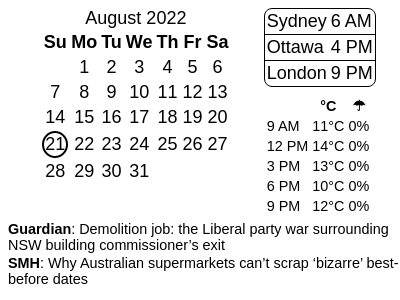 August 2022
Su Mo Tu We Th Fr Sa
1 2 3 4 5 6
7 8 9 10 11 12 13
14 15 16 17 18 19 20
21 22 23 24 25 26 27
28 29 30 31
Sydney 6 AM
Ottawa 4 PM
London 9 PM
°C ☂
9 AM 11°C 0%
12 PM 14°C 0%
3 PM 13°C 0%
6 PM 10°C 0%
9 PM 12°C 0%
Guardian: Demolition job: the Liberal party war surrounding
NSW building commissioner’s exit
SMH: Why Australian supermarkets can’t scrap ‘bizarre’ best-
before dates